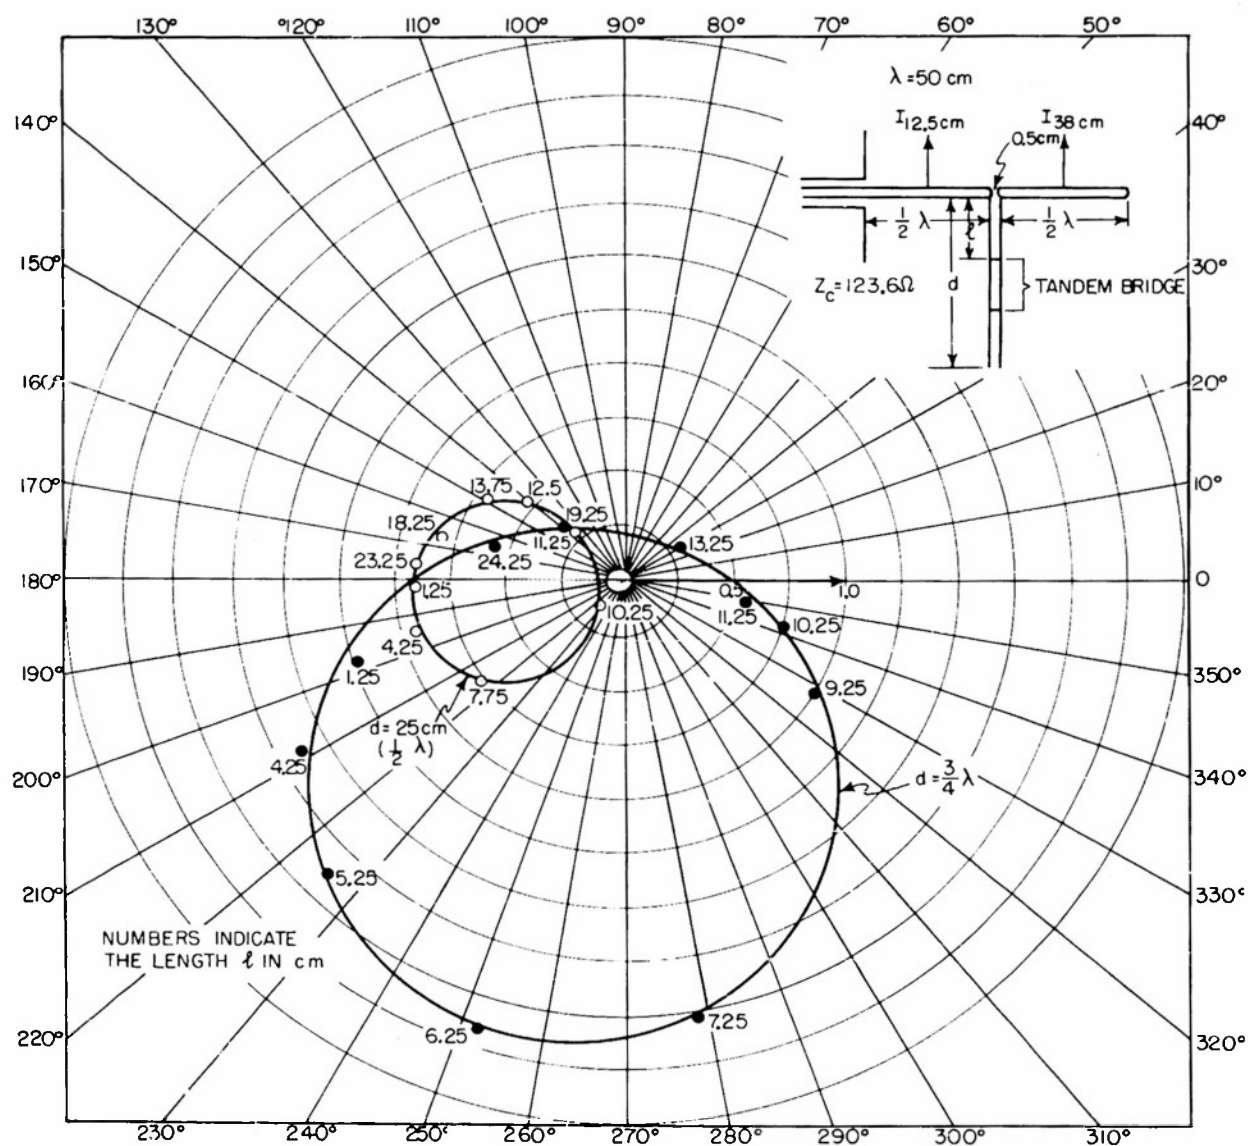 130° °120° 110° 100° 90° 80° 70° 60° 50°
λ = 50 cm
I12.5cm I38 cm
0.5cm
140° 40°
1/2 λ ℓ 1/2 λ
150° 30°
Zc = 123.6Ω d TANDEM BRIDGE
160° 20°
170° 10°
13.75 12.5
18.25 19.25
11.25 13.25
23.25 24.25
180° 1.25 0.5 1.0 0
10.25 11.25 10.25
4.25
190° 1.25 7.75 9.25 350°
d = 25 cm
(1/2 λ)
4.25
200° d = 3/4 λ 340°
5.25
210° 330°
NUMBERS INDICATE
THE LENGTH ℓ IN cm
7.25
220° 6.25 320°
230° 240° 250° 260° 270° 280° 290° 300° 310°